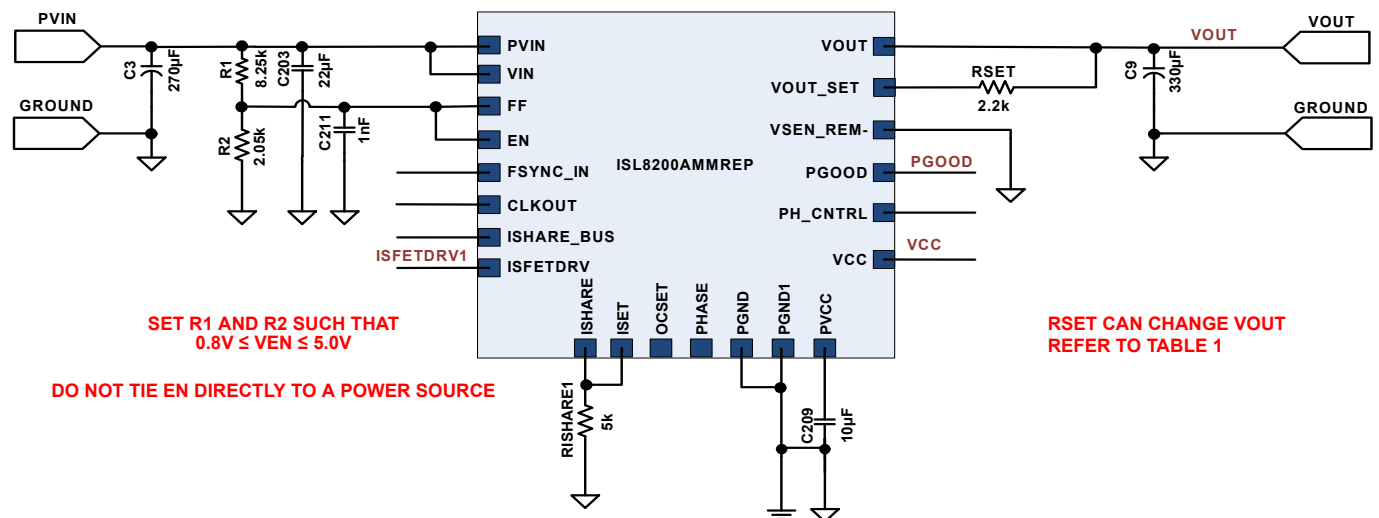 PVIN
GROUND
C3
270µF
R1
8.25k
C203
22µF
R2
2.05k
C211
1nF
PVIN
VIN
FF
EN
FSYNC_IN
CLKOUT
ISHARE_BUS
ISFETDRV
ISFETDRV1
ISL8200AMMREP
VOUT
VOUT_SET
VSEN_REM-
PGOOD
PH_CNTRL
VCC
PGOOD
VCC
RSET
2.2k
VOUT
C9
330µF
VOUT
GROUND
ISHARE
ISET
OCSET
PHASE
PGND
PGND1
PVCC
RISHARE1
5k
C209
10µF
SET R1 AND R2 SUCH THAT
0.8V ≤ VEN ≤ 5.0V
DO NOT TIE EN DIRECTLY TO A POWER SOURCE
RSET CAN CHANGE VOUT
REFER TO TABLE 1